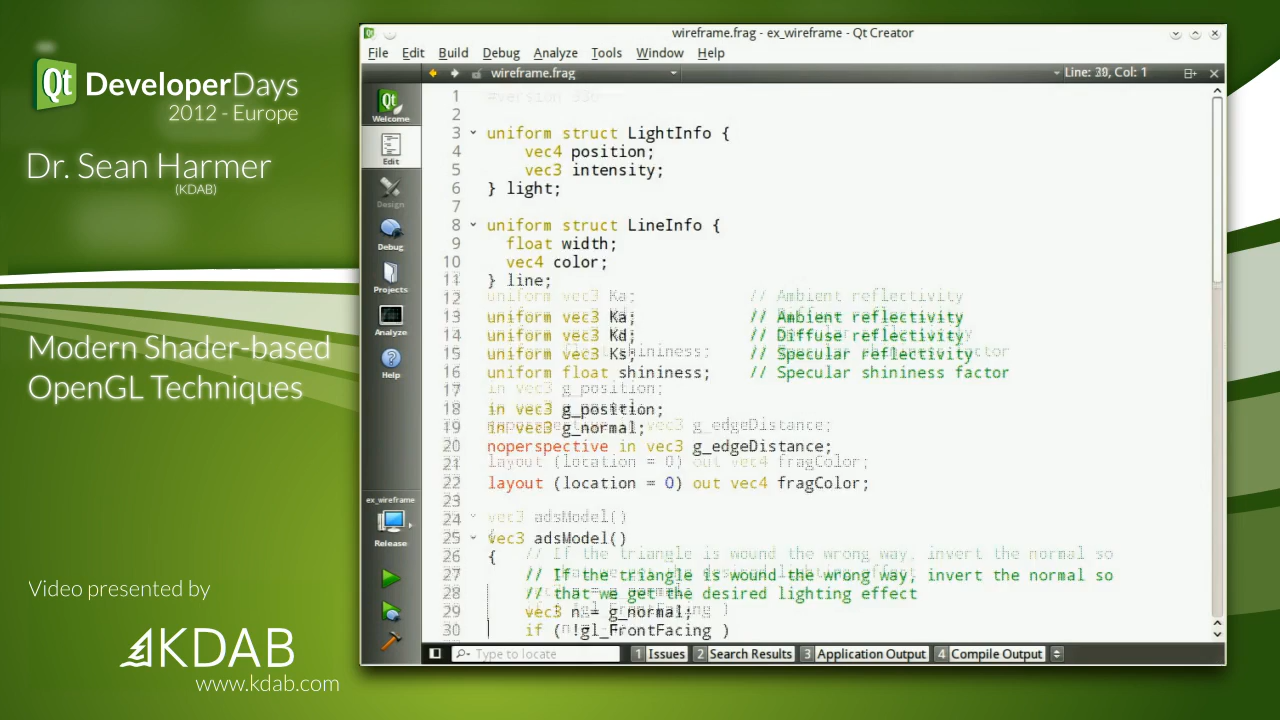 Qt DeveloperDays
2012 - Europe
Dr. Sean Harmer
(KDAB)
Modern Shader-based
OpenGL Techniques
Video presented by
KDAB
www.kdab.com
wireframe.frag - ex_wireframe - Qt Creator
File Edit Build Debug Analyze Tools Window Help
wireframe.frag
Line: 30, Col: 1
Qt
Welcome
Edit
Design
Debug
Projects
Analyze
Help
ex_wireframe
Release
1 #version 330
2
3 uniform struct LightInfo {
4 vec4 position;
5 vec3 intensity;
6 } light;
7
8 uniform struct LineInfo {
9 float width;
10 vec4 color;
11 } line;
12
13 uniform vec3 Ka; // Ambient reflectivity
14 uniform vec3 Kd; // Diffuse reflectivity
15 uniform vec3 Ks; // Specular reflectivity
16 uniform float shininess; // Specular shininess factor
17
18 in vec3 g_position;
19 in vec3 g_normal;
20 noperspective in vec3 g_edgeDistance;
21
22 layout (location = 0) out vec4 fragColor;
23
24
25 vec3 adsModel()
26 {
27 // If the triangle is wound the wrong way, invert the normal so
28 // that we get the desired lighting effect
29 vec3 n = g_normal;
30 if ( !gl_FrontFacing )
Type to locate
1 Issues 2 Search Results 3 Application Output 4 Compile Output